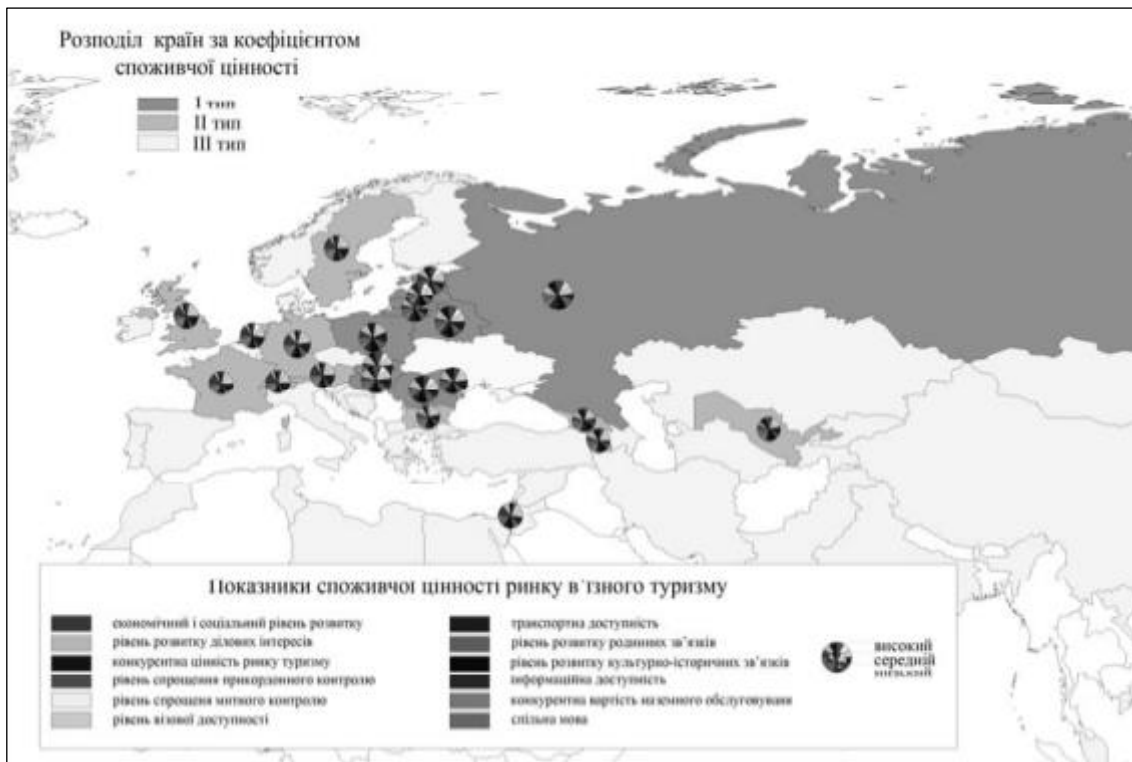 Розподіл країн за коефіцієнтом
споживчої цінності
I тип
II тип
III тип
Показники споживчої цінності ринку в'їзного туризму
економічний і соціальний рівень розвитку
рівень розвитку ділових інтересів
конкурентна цінність ринку туризму
рівень спрощення прикордонного контролю
рівень спрощеня митного контролю
рівень візової доступності
транспортна доступність
рівень розвитку родинних зв'язків
рівень розвитку культурно-історичних зв'язків
інформаційна доступність
конкурентна вартість наземного обслуговуваня
спільна мова
високий
середній